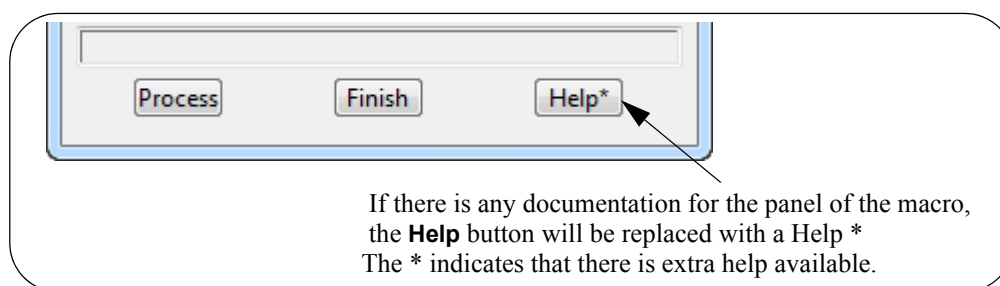 Process Finish Help*
If there is any documentation for the panel of the macro,
the Help button will be replaced with a Help *
The * indicates that there is extra help available.